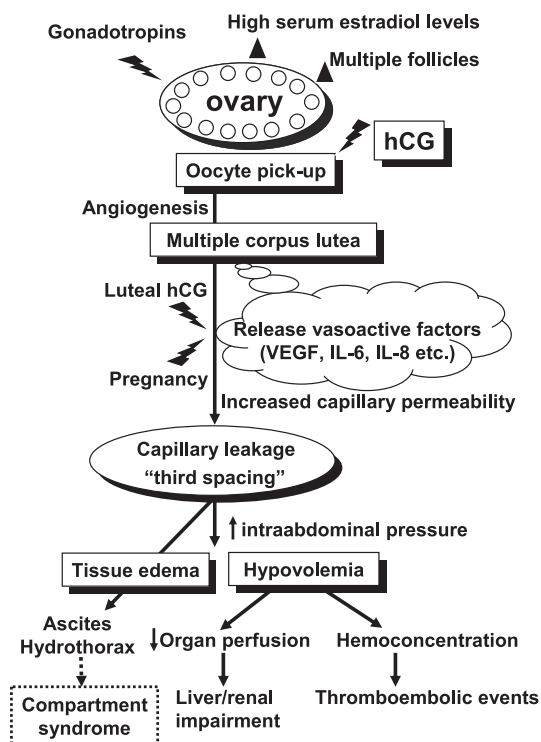 High serum estradiol levels
Gonadotropins
Multiple follicles
ovary
hCG
Oocyte pick-up
Angiogenesis
Multiple corpus lutea
Luteal hCG
Release vasoactive factors
(VEGF, IL-6, IL-8 etc.)
Pregnancy
Increased capillary permeability
Capillary leakage
“third spacing”
intraabdominal pressure
Tissue edema
Hypovolemia
Ascites
Hydrothorax
Organ perfusion
Hemoconcentration
Compartment
syndrome
Liver/renal
impairment
Thromboembolic events